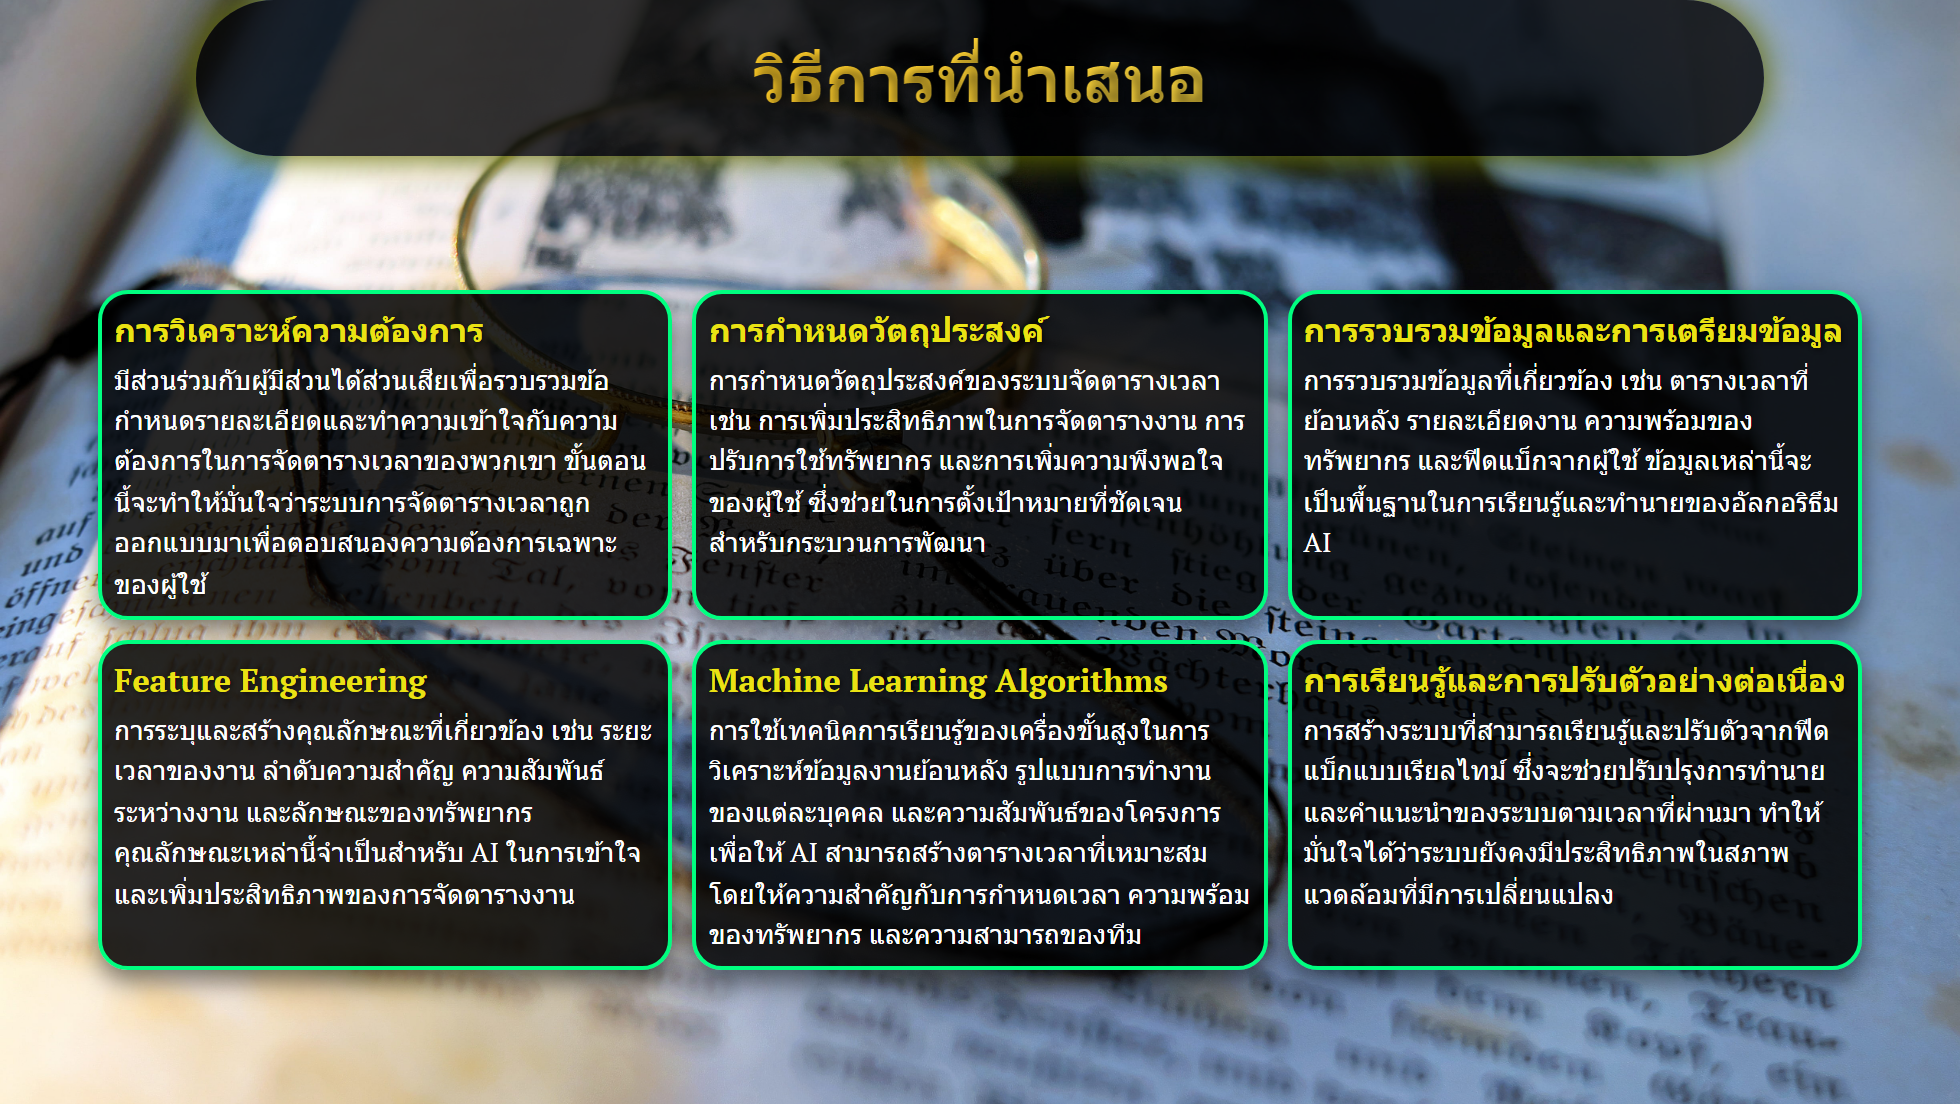 วิธีการที่นำเสนอ
การวิเคราะห์ความต้องการ
มีส่วนร่วมกับผู้มีส่วนได้ส่วนเสียเพื่อรวบรวมข้อ
กำหนดรายละเอียดและทำความเข้าใจกับความ
ต้องการในการจัดตารางเวลาของพวกเขา ขั้นตอน
นี้จะทำให้มั่นใจว่าระบบการจัดตารางเวลาถูก
ออกแบบมาเพื่อตอบสนองความต้องการเฉพาะ
ของผู้ใช้
การกำหนดวัตถุประสงค์
การกำหนดวัตถุประสงค์ของระบบจัดตารางเวลา
เช่น การเพิ่มประสิทธิภาพในการจัดตารางงาน การ
ปรับการใช้ทรัพยากร และการเพิ่มความพึงพอใจ
ของผู้ใช้ ซึ่งช่วยในการตั้งเป้าหมายที่ชัดเจน
สำหรับกระบวนการพัฒนา
การรวบรวมข้อมูลและการเตรียมข้อมูล
การรวบรวมข้อมูลที่เกี่ยวข้อง เช่น ตารางเวลาที่
ย้อนหลัง รายละเอียดงาน ความพร้อมของ
ทรัพยากร และฟีดแบ็กจากผู้ใช้ ข้อมูลเหล่านี้จะ
เป็นพื้นฐานในการเรียนรู้และทำนายของอัลกอริธึม
AI
Feature Engineering
การระบุและสร้างคุณลักษณะที่เกี่ยวข้อง เช่น ระยะ
เวลาของงาน ลำดับความสำคัญ ความสัมพันธ์
ระหว่างงาน และลักษณะของทรัพยากร
คุณลักษณะเหล่านี้จำเป็นสำหรับ AI ในการเข้าใจ
และเพิ่มประสิทธิภาพของการจัดตารางงาน
Machine Learning Algorithms
การใช้เทคนิคการเรียนรู้ของเครื่องขั้นสูงในการ
วิเคราะห์ข้อมูลงานย้อนหลัง รูปแบบการทำงาน
ของแต่ละบุคคล และความสัมพันธ์ของโครงการ
เพื่อให้ AI สามารถสร้างตารางเวลาที่เหมาะสม
โดยให้ความสำคัญกับการกำหนดเวลา ความพร้อม
ของทรัพยากร และความสามารถของทีม
การเรียนรู้และการปรับตัวอย่างต่อเนื่อง
การสร้างระบบที่สามารถเรียนรู้และปรับตัวจากฟีด
แบ็กแบบเรียลไทม์ ซึ่งจะช่วยปรับปรุงการทำนาย
และคำแนะนำของระบบตามเวลาที่ผ่านมา ทำให้
มั่นใจได้ว่าระบบยังคงมีประสิทธิภาพในสภาพ
แวดล้อมที่มีการเปลี่ยนแปลง